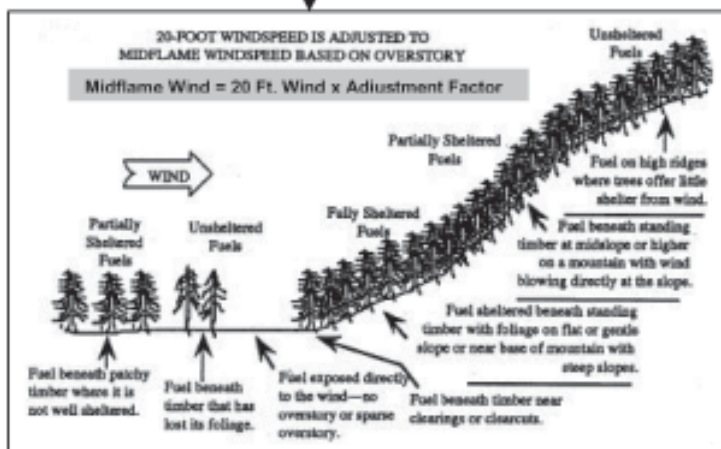 20-FOOT WINDSPEED IS ADJUSTED TO
MIDFLAME WINDSPEED BASED ON OVERSTORY
Midflame Wind = 20 Ft. Wind x Adjustment Factor
Unsheltered
Fuels
Partially Sheltered
Fuels
WIND
Fuel on high ridges
where trees offer little
shelter from wind.
Partially
Sheltered
Fuels
Unsheltered
Fuels
Fully Sheltered
Fuels
Fuel beneath standing
timber at midslope or higher
on a mountain with wind
blowing directly at the slope.
Fuel sheltered beneath standing
timber with foliage on flat or gentle
slope or near base of mountain with
steep slopes.
Fuel beneath patchy
timber where it is
not well sheltered.
Fuel beneath
timber that has
lost its foliage.
Fuel exposed directly
to the wind—no
overstory or sparse
overstory.
Fuel beneath timber near
clearings or clearcuts.